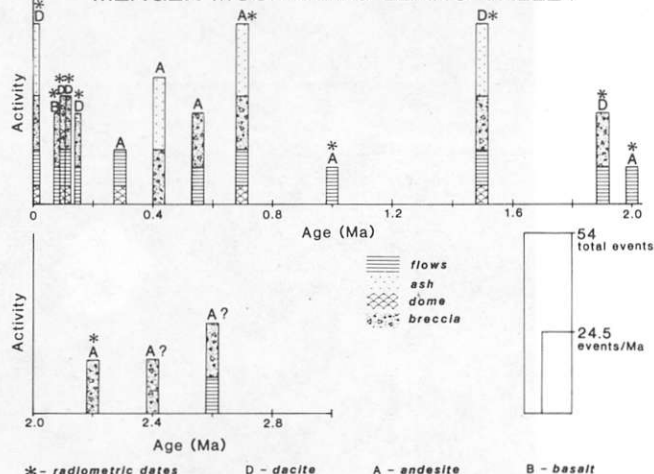 * D
* B * D * D * D
A
A
A
A*
* A
D*
* D
* A
Activity
0 0.4 0.8 1.2 1.6 2.0
Age (Ma)
flows
ash
dome
breccia
54
total events
24.5
events/Ma
Activity
* A
A?
A?
2.0 2.4 2.8
Age (Ma)
*- radiometric dates D - dacite A - andesite B - basalt